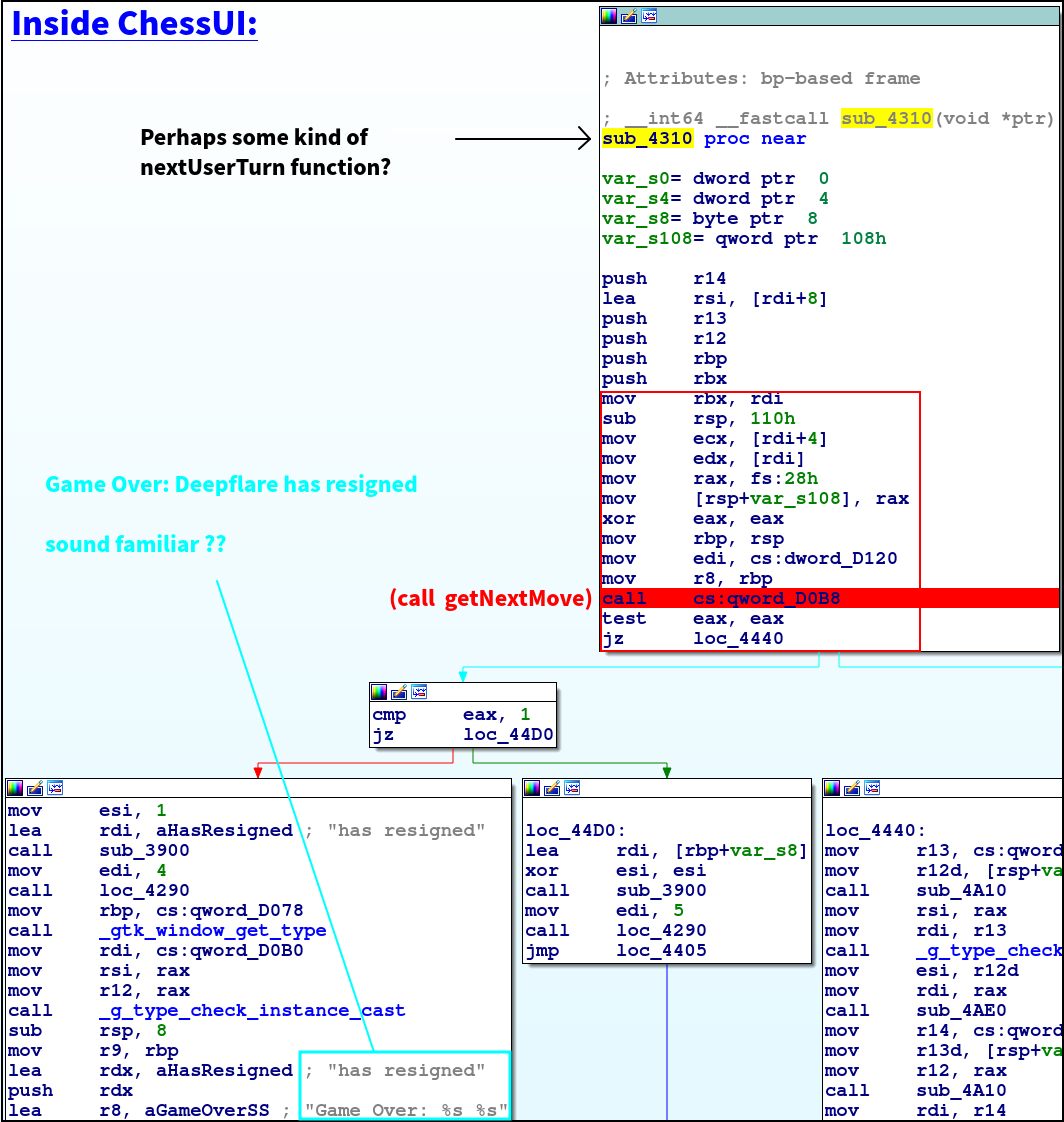 Inside ChessUI:
Perhaps some kind of
nextUserTurn function?
; Attributes: bp-based frame
; __int64 __fastcall sub_4310(void *ptr)
sub_4310 proc near
var_s0= dword ptr  0
var_s4= dword ptr  4
var_s8= byte ptr  8
var_s108= qword ptr  108h
push    r14
lea     rsi, [rdi+8]
push    r13
push    r12
push    rbp
push    rbx
mov     rbx, rdi
sub     rsp, 110h
mov     ecx, [rdi+4]
mov     edx, [rdi]
mov     rax, fs:28h
mov     [rsp+var_s108], rax
xor     eax, eax
mov     rbp, rsp
mov     edi, cs:dword_D120
mov     r8, rbp
call    cs:qword_D0B8
test    eax, eax
jz      loc_4440
Game Over: Deepflare has resigned
sound familiar ??
(call getNextMove)
cmp     eax, 1
jz      loc_44D0
mov     esi, 1
lea     rdi, aHasResigned ; "has resigned"
call    sub_3900
mov     edi, 4
call    loc_4290
mov     rbp, cs:qword_D078
call    _gtk_window_get_type
mov     rdi, cs:qword_D0B0
mov     rsi, rax
mov     r12, rax
call    _g_type_check_instance_cast
sub     rsp, 8
mov     r9, rbp
lea     rdx, aHasResigned ; "has resigned"
push    rdx
lea     r8, aGameOverSS ; "Game Over: %s %s"
loc_44D0:
lea     rdi, [rbp+var_s8]
xor     esi, esi
call    sub_3900
mov     edi, 5
call    loc_4290
jmp     loc_4405
loc_4440:
mov     r13, cs:qword
mov     r12d, [rsp+va
call    sub_4A10
mov     rsi, rax
mov     rdi, r13
call    _g_type_check
mov     esi, r12d
mov     rdi, rax
call    sub_4AE0
mov     r14, cs:qword
mov     r13d, [rsp+va
mov     r12, rax
call    sub_4A10
mov     rdi, r14